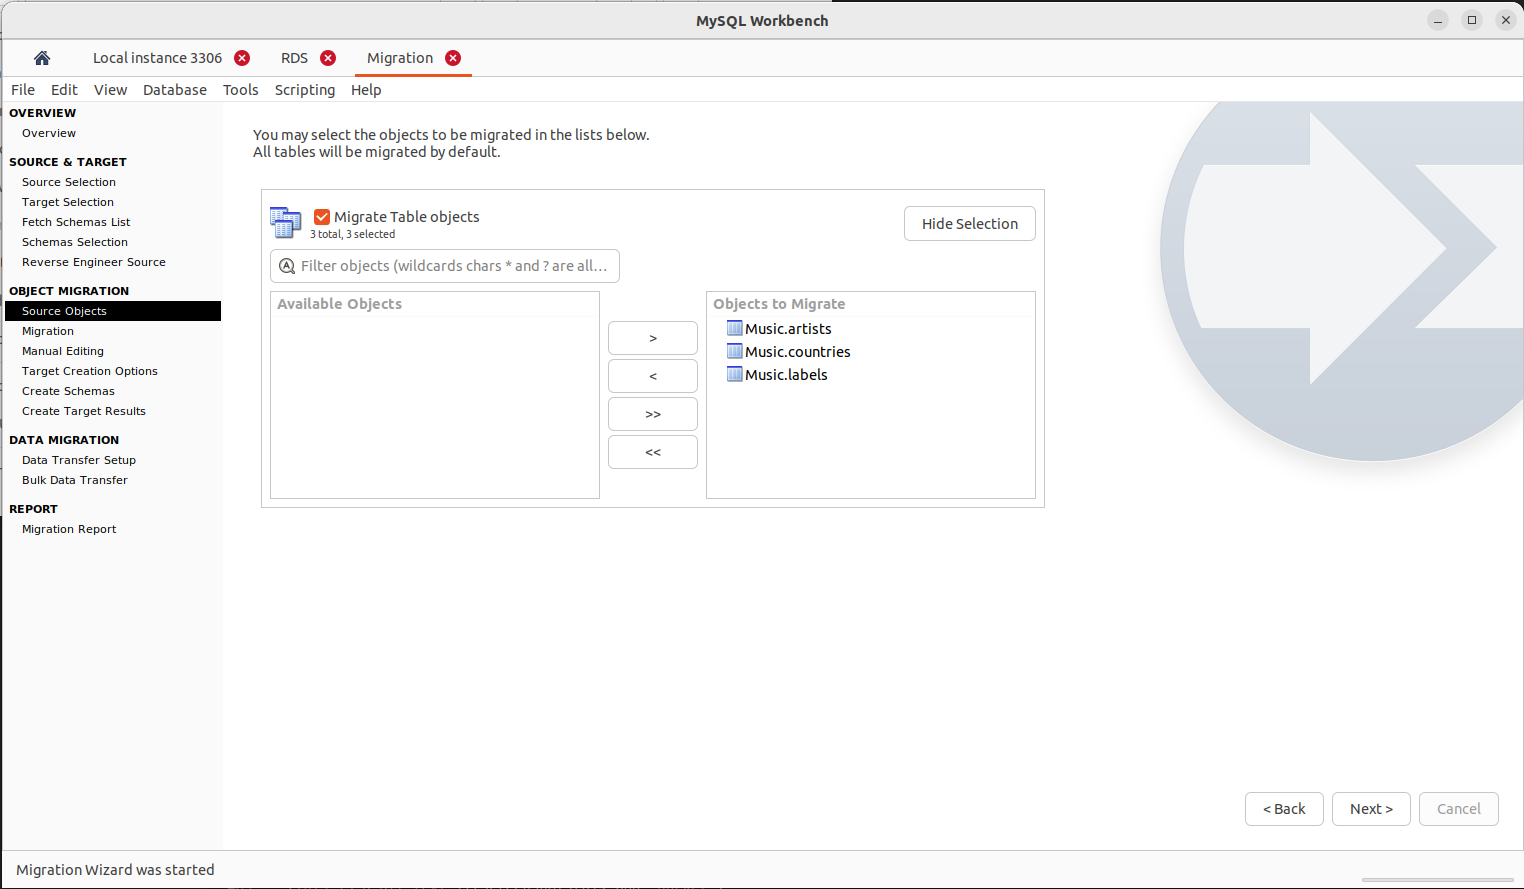 MySQL Workbench
Local instance 3306 RDS Migration
File Edit View Database Tools Scripting Help
OVERVIEW
Overview
SOURCE & TARGET
Source Selection
Target Selection
Fetch Schemas List
Schemas Selection
Reverse Engineer Source
OBJECT MIGRATION
Source Objects
Migration
Manual Editing
Target Creation Options
Create Schemas
Create Target Results
DATA MIGRATION
Data Transfer Setup
Bulk Data Transfer
REPORT
Migration Report
You may select the objects to be migrated in the lists below.
All tables will be migrated by default.
Migrate Table objects
3 total, 3 selected
Hide Selection
Filter objects (wildcards chars * and ? are all...
Available Objects
>
<
>>
<<
Objects to Migrate
Music.artists
Music.countries
Music.labels
< Back Next > Cancel
Migration Wizard was started